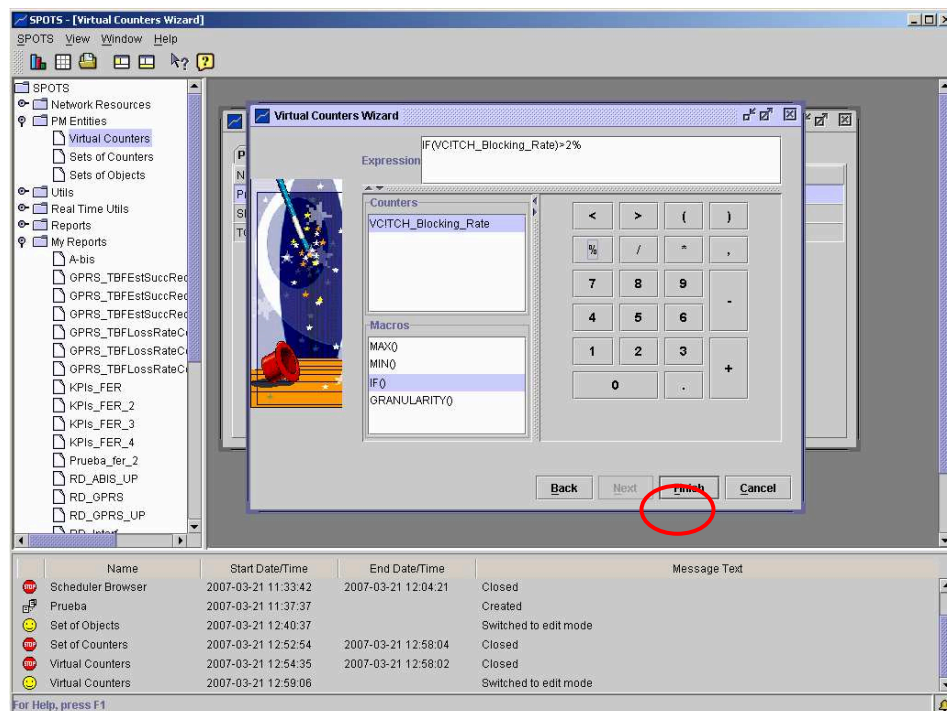 SPOTS - [Virtual Counters Wizard]
SPOTS View Window Help
SPOTS
Network Resources
PM Entities
Virtual Counters
Sets of Counters
Sets of Objects
Utils
Real Time Utils
Reports
My Reports
A-bis
GPRS_TBFEstSuccRec
GPRS_TBFEstSuccRec
GPRS_TBFEstSuccRec
GPRS_TBFLossRateC
GPRS_TBFLossRateC
GPRS_TBFLossRateC
KPIs_FER
KPIs_FER_2
KPIs_FER_3
KPIs_FER_4
Prueba_fer_2
RD_ABIS_UP
RD_GPRS
RD_GPRS_UP
Virtual Counters Wizard
Expression
IF(VC!TCH_Blocking_Rate)>2%
Counters
VC!TCH_Blocking_Rate
Macros
MAX()
MIN()
IF()
GRANULARITY()
< > ( )
% / * ,
7 8 9
-
4 5 6
1 2 3
+
0 .
Back Next Finish Cancel
Name Start Date/Time End Date/Time Message Text
Scheduler Browser 2007-03-21 11:33:42 2007-03-21 12:04:21 Closed
Prueba 2007-03-21 11:37:37 Created
Set of Objects 2007-03-21 12:40:37 Switched to edit mode
Set of Counters 2007-03-21 12:52:54 2007-03-21 12:58:04 Closed
Virtual Counters 2007-03-21 12:54:35 2007-03-21 12:58:02 Closed
Virtual Counters 2007-03-21 12:59:06 Switched to edit mode
For Help, press F1